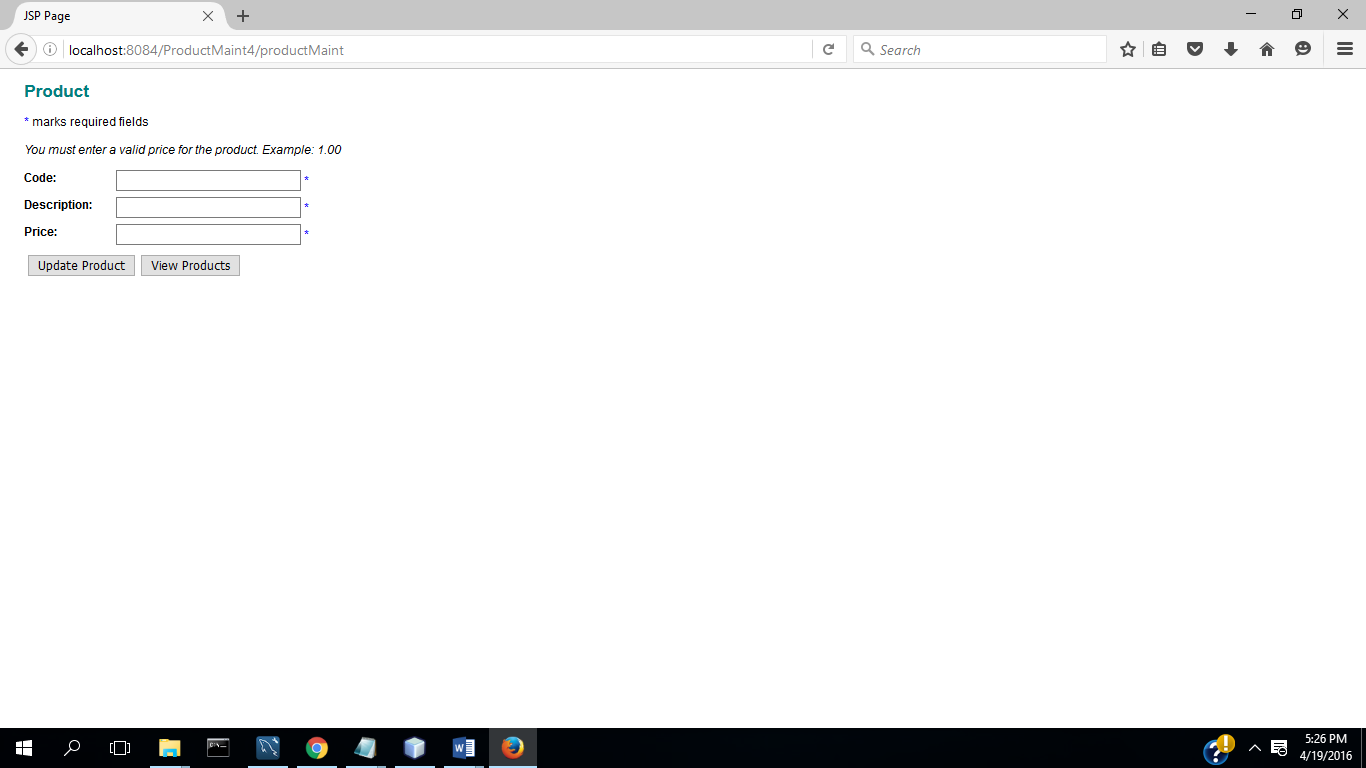 JSP Page
localhost:8084/ProductMaint4/productMaint
Search
Product
* marks required fields
You must enter a valid price for the product. Example: 1.00
Code: *
Description: *
Price: *
Update Product View Products
5:26 PM
4/19/2016